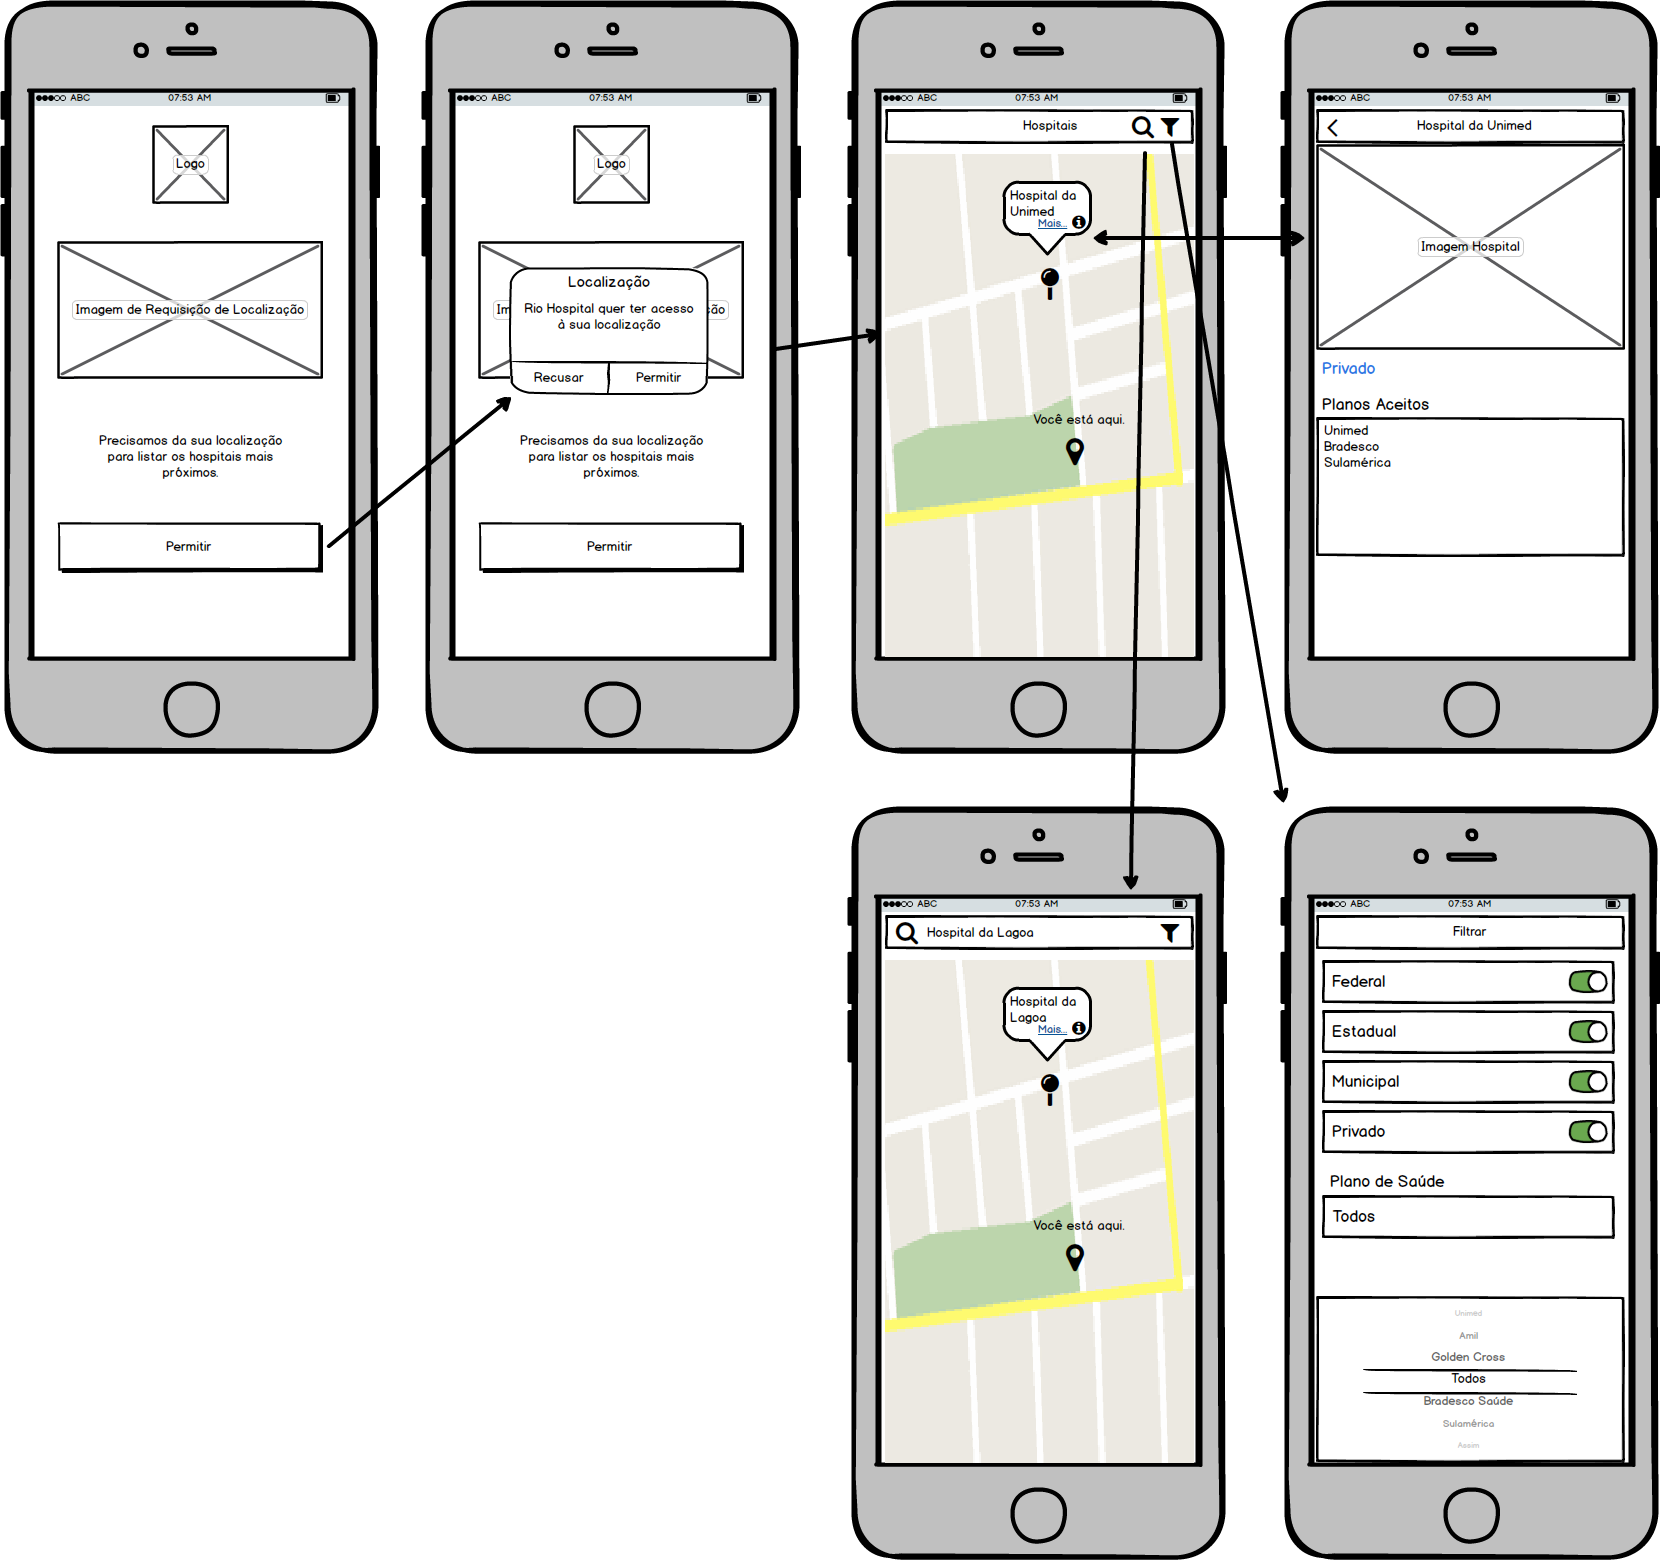 ABC 07:53 AM
Logo
Imagem de Requisição de Localização
Precisamos da sua localização
para listar os hospitais mais
próximos.
Permitir
ABC 07:53 AM
Logo
Im
ção
Localização
Rio Hospital quer ter acesso
à sua localização
Recusar Permitir
Precisamos da sua localização
para listar os hospitais mais
próximos.
Permitir
ABC 07:53 AM
Hospitais
Hospital da
Unimed
Mais...
Você está aqui.
ABC 07:53 AM
Hospital da Unimed
Imagem Hospital
Privado
Planos Aceitos
Unimed
Bradesco
Sulamérica
ABC 07:53 AM
Hospital da Lagoa
Hospital da
Lagoa
Mais...
Você está aqui.
ABC 07:53 AM
Filtrar
Federal
Estadual
Municipal
Privado
Plano de Saúde
Todos
Unimed
Amil
Golden Cross
Todos
Bradesco Saúde
Sulamérica
Assim